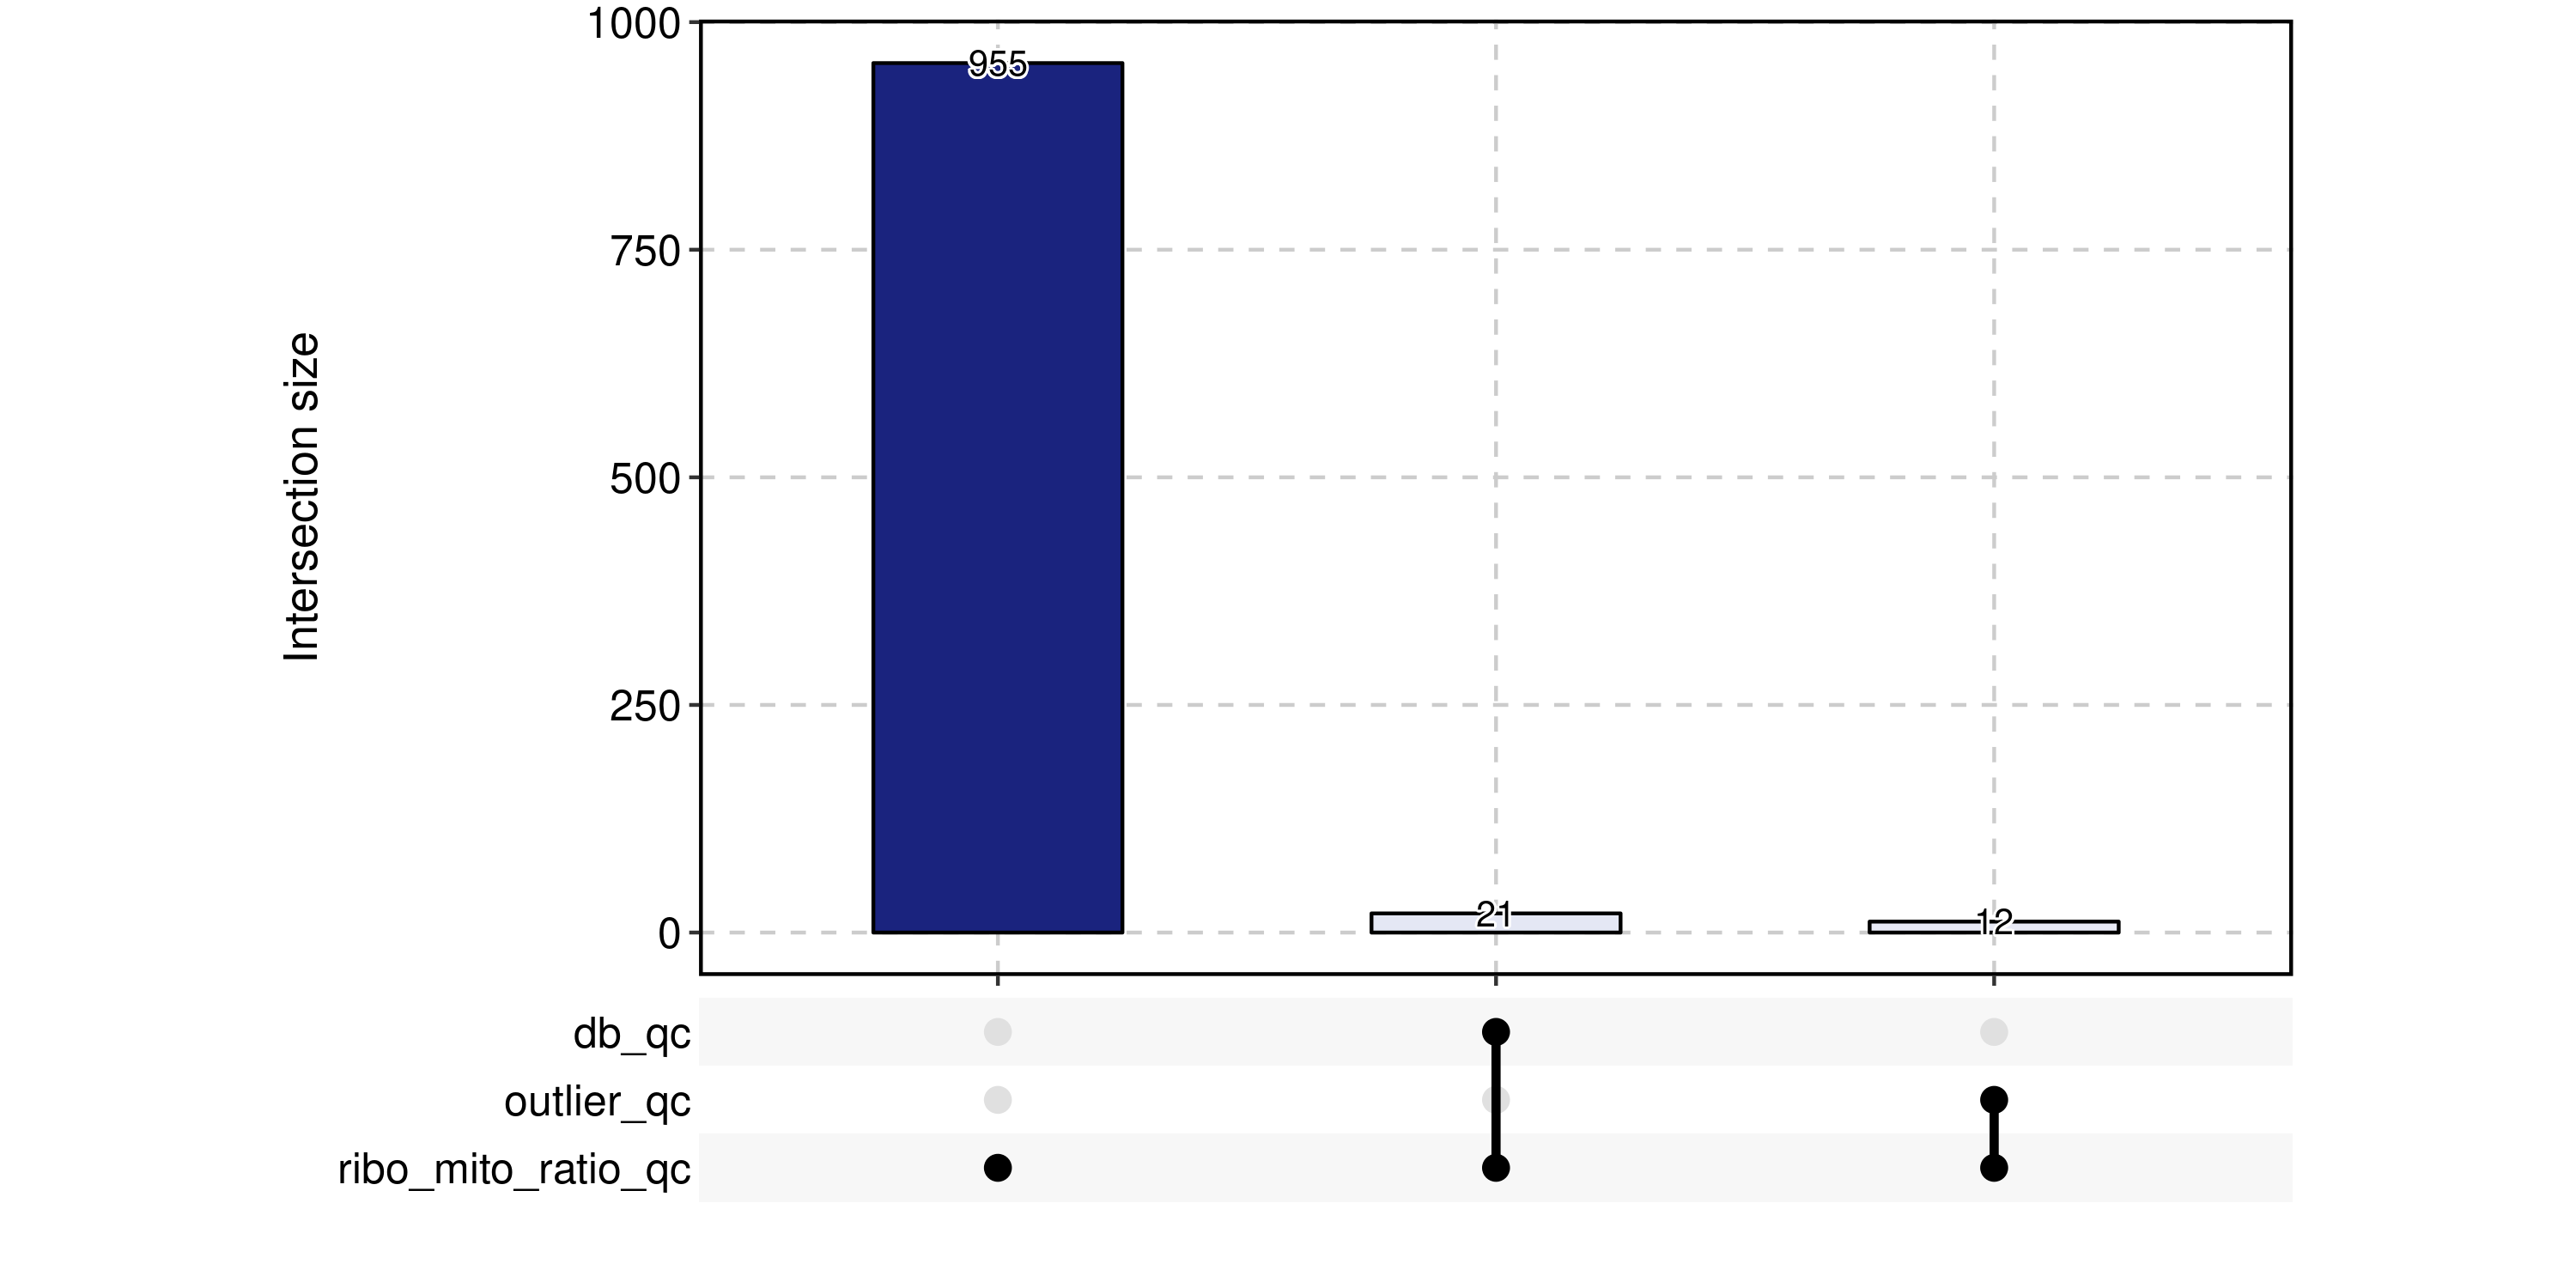 Intersection size
1000
750
500
250
0
955
21
12
db_qc
outlier_qc
ribo_mito_ratio_qc